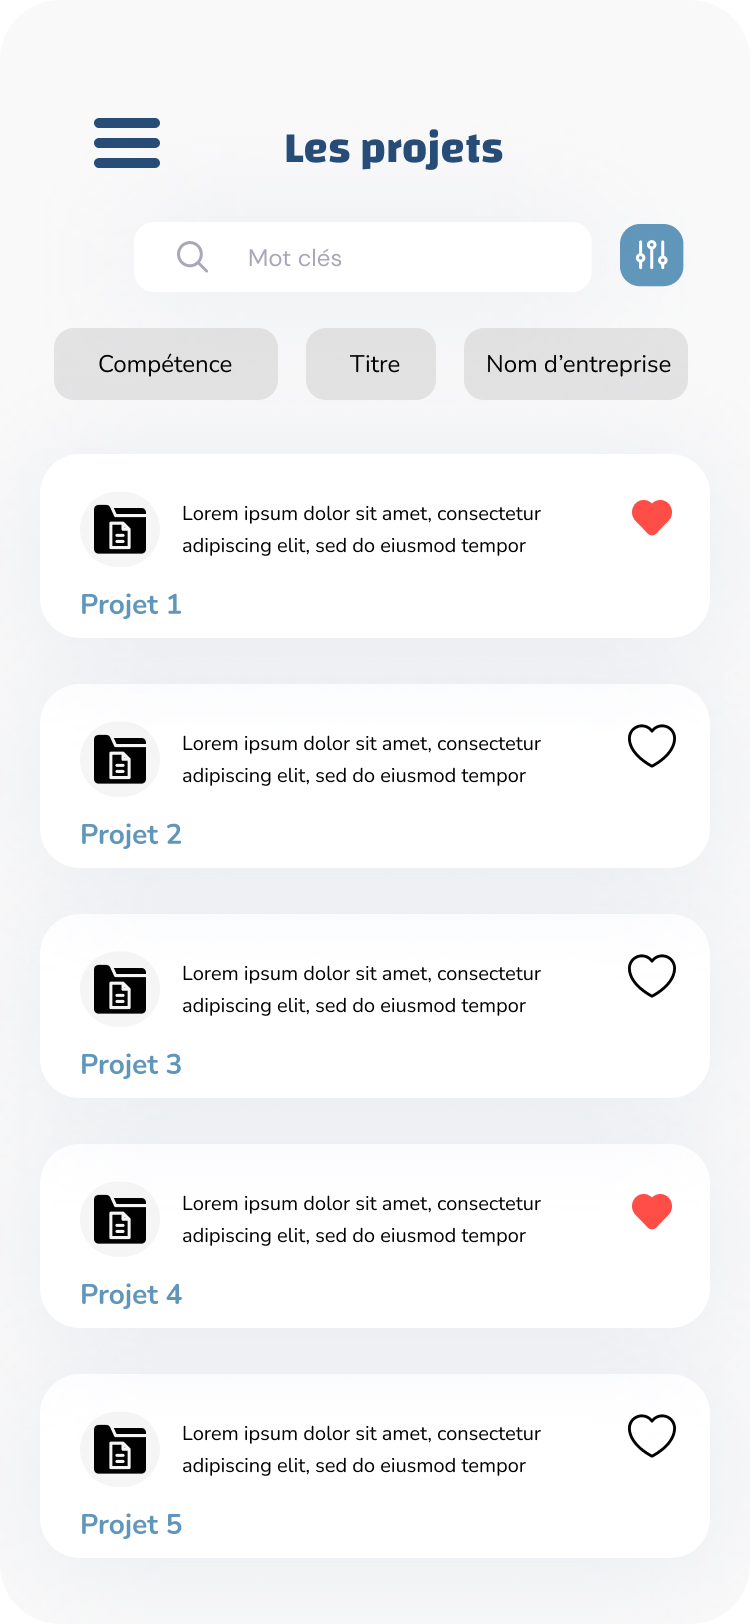 Les projets
Mot clés
Compétence
Titre
Nom d’entreprise
Lorem ipsum dolor sit amet, consectetur
adipiscing elit, sed do eiusmod tempor
Projet 1
Lorem ipsum dolor sit amet, consectetur
adipiscing elit, sed do eiusmod tempor
Projet 2
Lorem ipsum dolor sit amet, consectetur
adipiscing elit, sed do eiusmod tempor
Projet 3
Lorem ipsum dolor sit amet, consectetur
adipiscing elit, sed do eiusmod tempor
Projet 4
Lorem ipsum dolor sit amet, consectetur
adipiscing elit, sed do eiusmod tempor
Projet 5